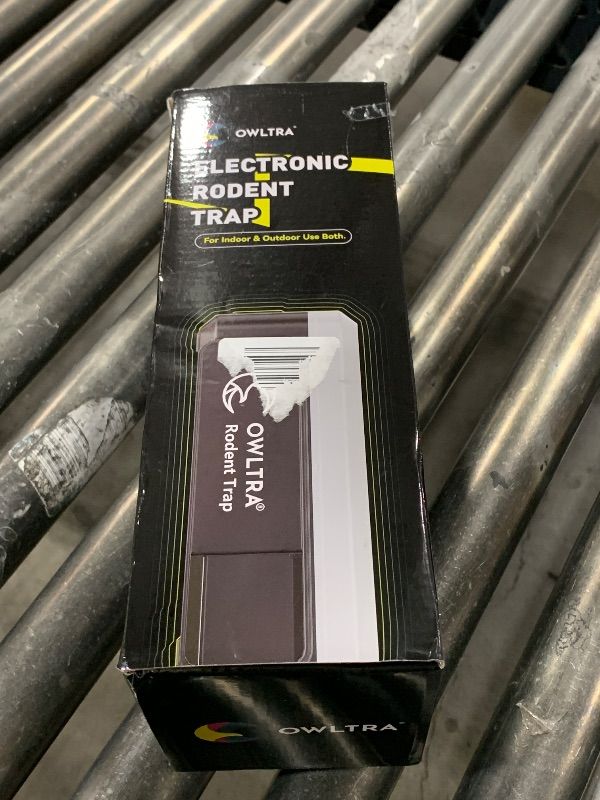 OWLTRA
ELECTRONIC
RODENT
TRAP
For Indoor & Outdoor Use Both.
OWLTRA®
Rodent Trap
OWLTRA